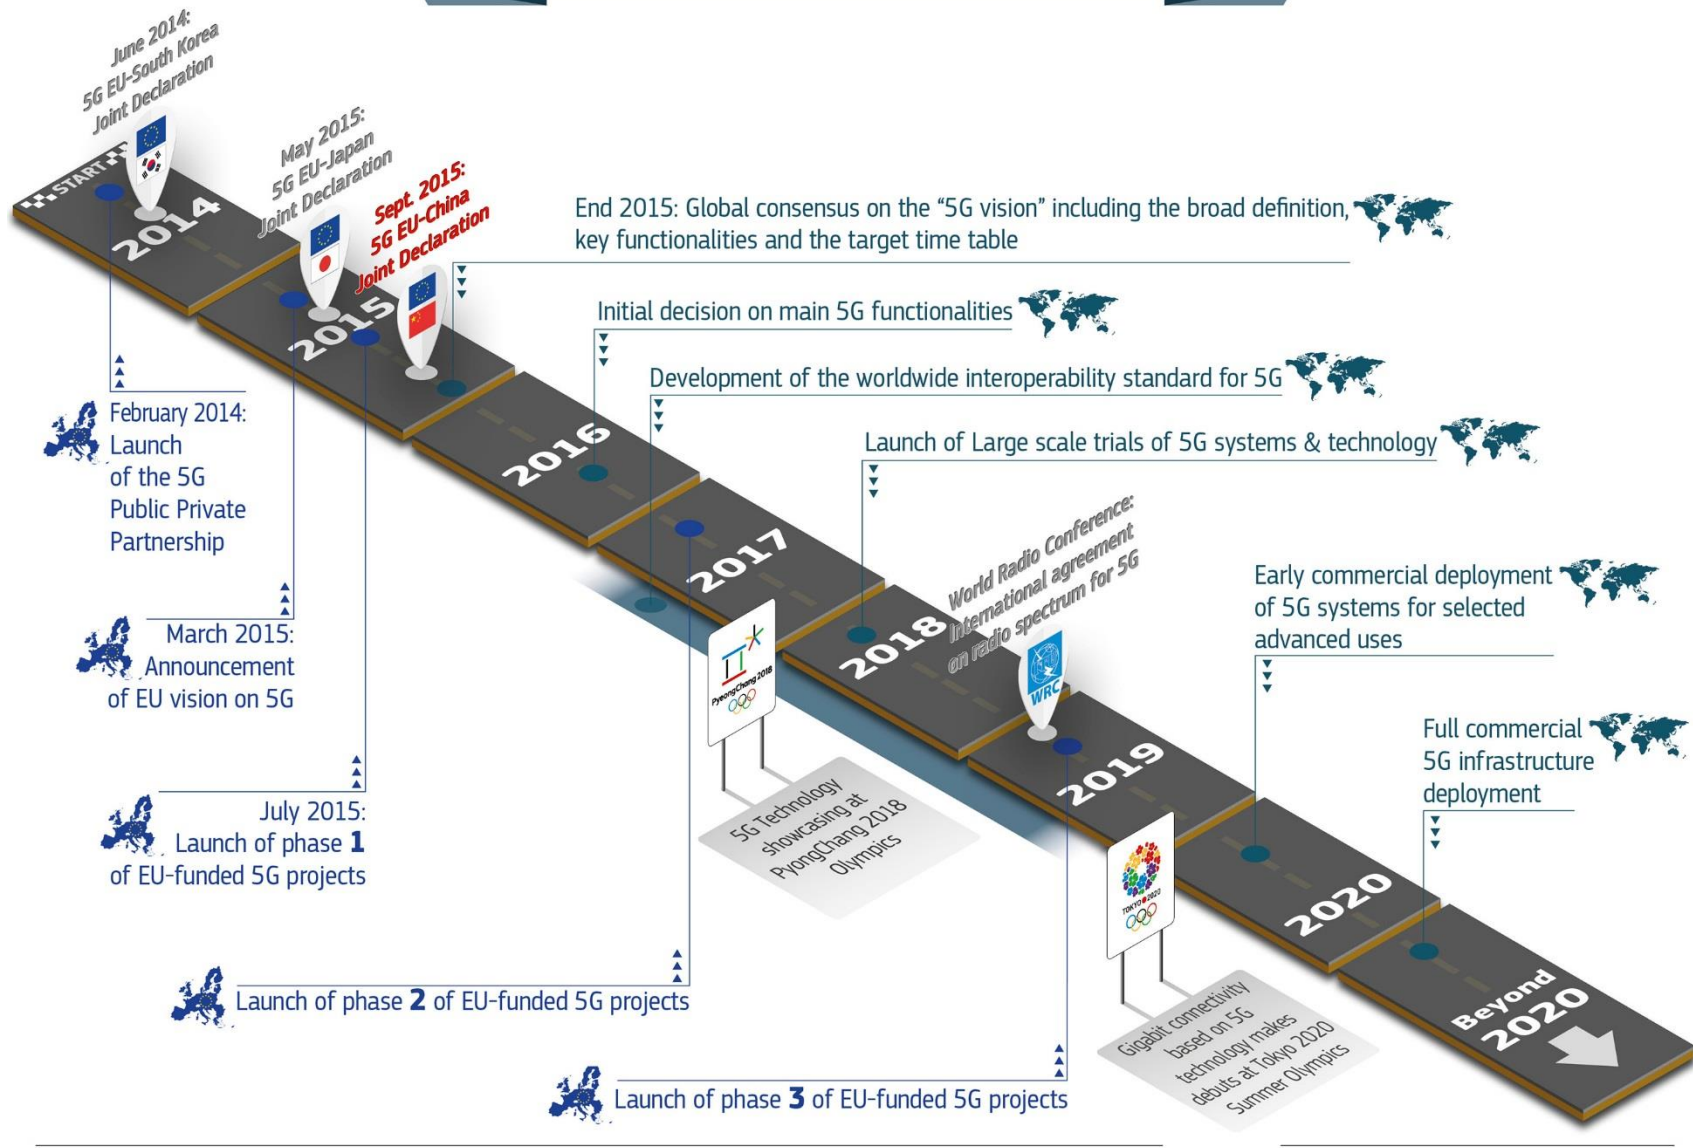 June 2014:
5G EU-South Korea
Joint Declaration
START
2014
May 2015:
5G EU-Japan
Joint Declaration
Sept. 2015:
5G EU-China
Joint Declaration
2015
End 2015: Global consensus on the “5G vision” including the broad definition,
key functionalities and the target time table
Initial decision on main 5G functionalities
Development of the worldwide interoperability standard for 5G
Launch of Large scale trials of 5G systems & technology
February 2014:
Launch
of the 5G
Public Private
Partnership
2016
2017
World Radio Conference:
International agreement
on radio spectrum for 5G
WRC
Early commercial deployment
of 5G systems for selected
advanced uses
March 2015:
Announcement
of EU vision on 5G
2018
PyeongChang 2018
Full commercial
5G infrastructure
deployment
July 2015:
Launch of phase 1
of EU-funded 5G projects
5G Technology
showcasing at
PyongChang 2018
Olympics
2019
TOKYO 2020
2020
Launch of phase 2 of EU-funded 5G projects
Gigabit connectivity
based on 5G
technology makes
debuts at Tokyo 2020
Summer Olympics
Beyond
2020
Launch of phase 3 of EU-funded 5G projects